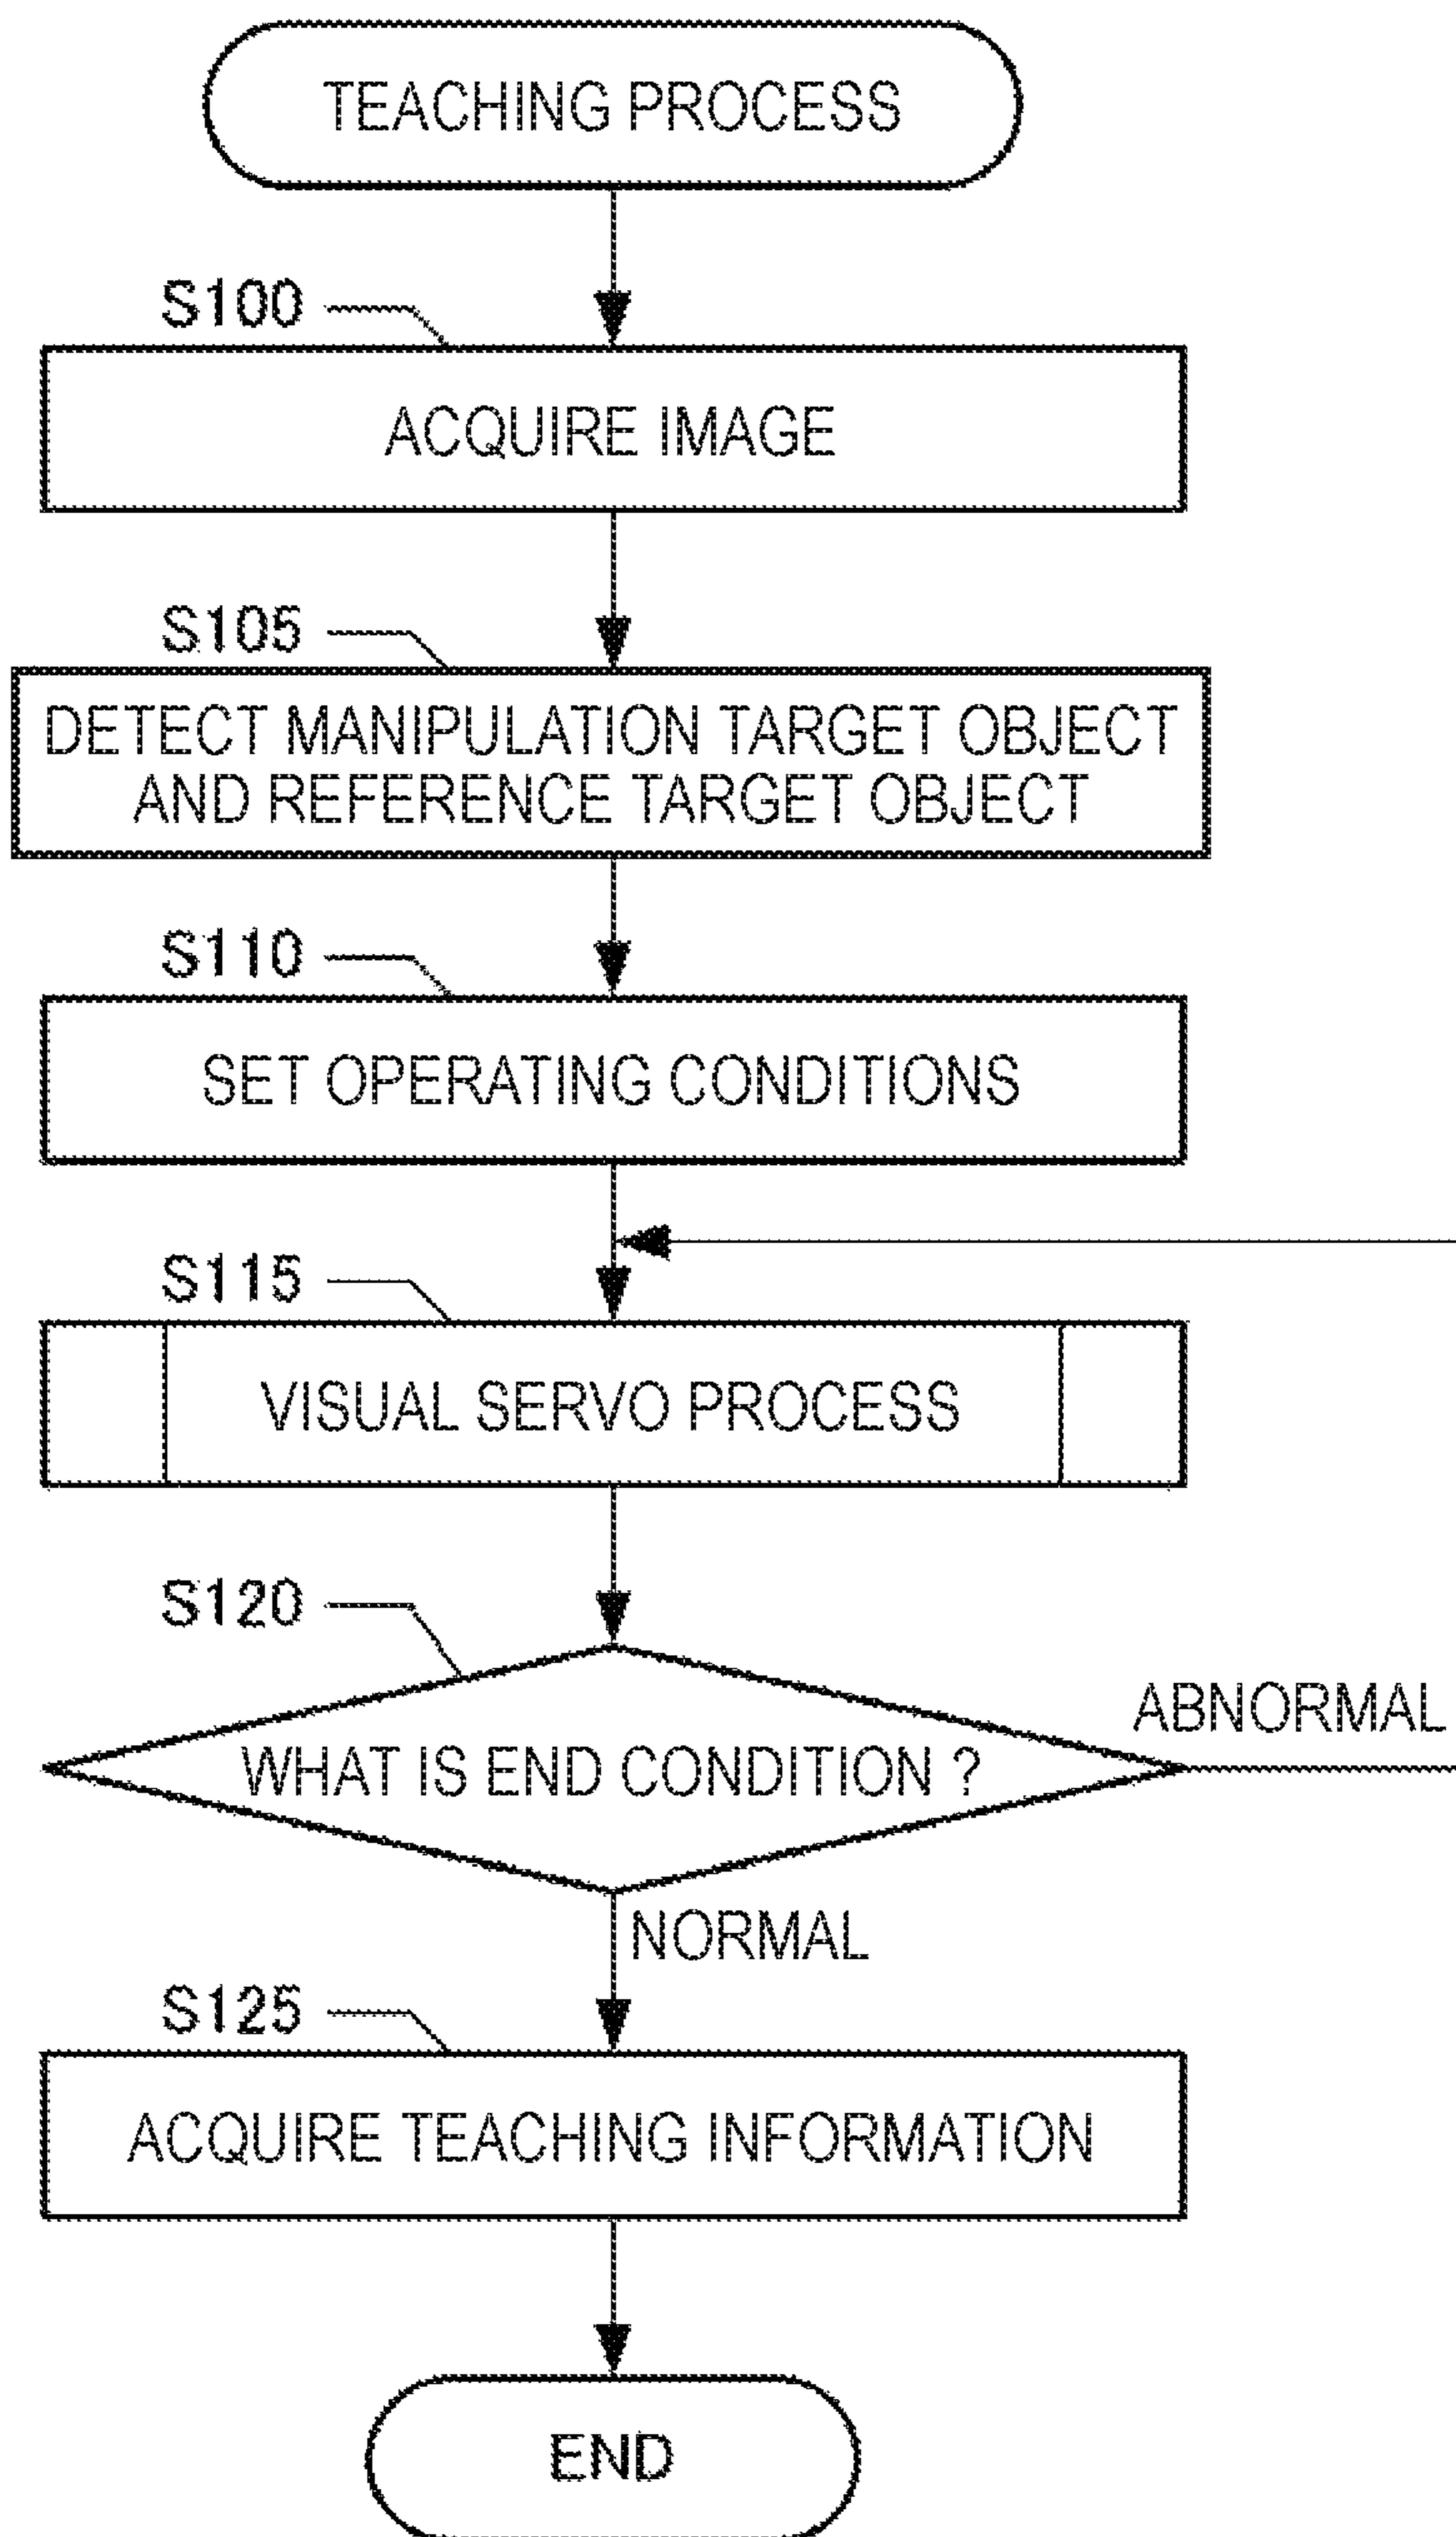 TEACHING PROCESS
S100
ACQUIRE IMAGE
S105
DETECT MANIPULATION TARGET OBJECT
AND REFERENCE TARGET OBJECT
S110
SET OPERATING CONDITIONS
S115
VISUAL SERVO PROCESS
S120
WHAT IS END CONDITION ?
ABNORMAL
NORMAL
S125
ACQUIRE TEACHING INFORMATION
END